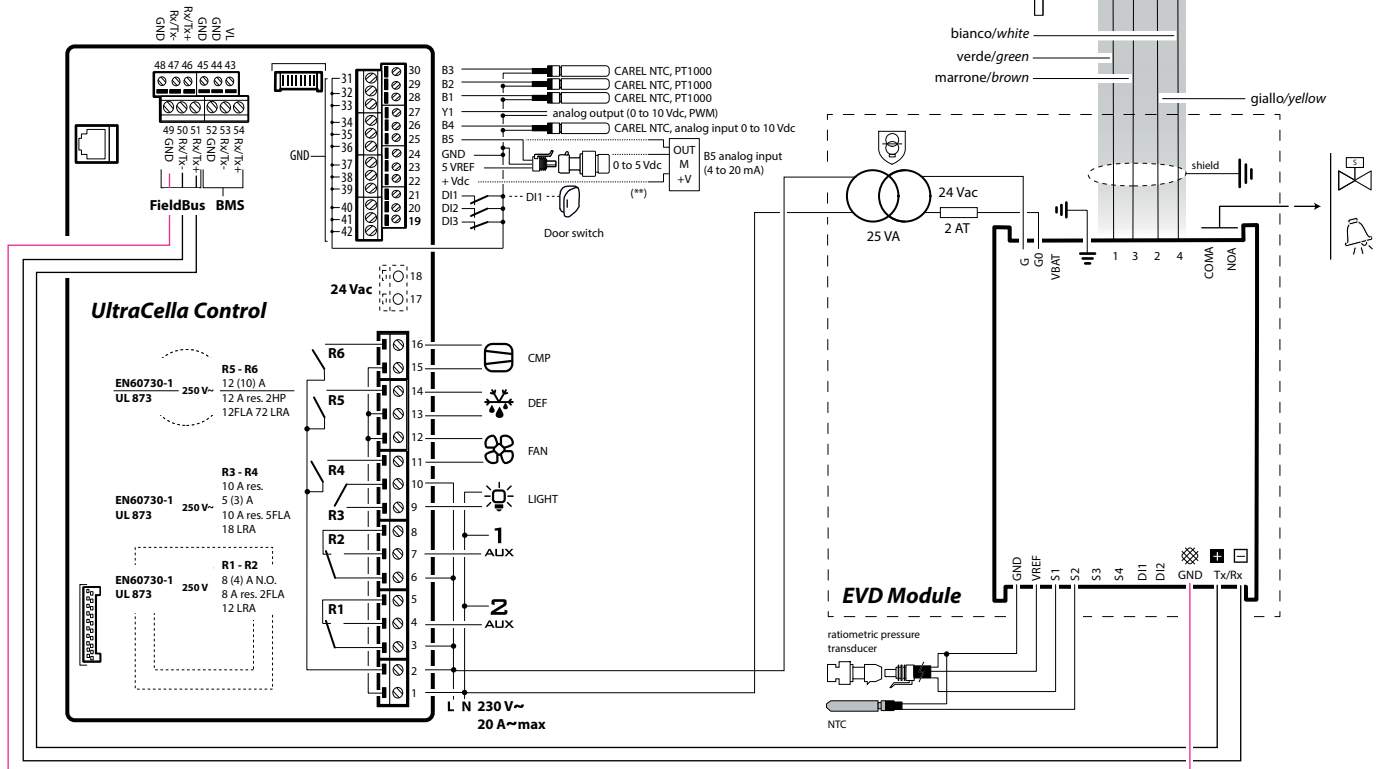 GND Rx/Tx- Rx/Tx+ GND GND VL
48 47 46 45 44 43
49 50 51 52 53 54
GND Rx/Tx- Rx/Tx+ GND Rx/Tx- Rx/Tx+
FieldBus BMS
31
32
33
34
35
36
GND
37
38
39
40
41
42
30 B3 CAREL NTC, PT1000
29 B2 CAREL NTC, PT1000
28 B1 CAREL NTC, PT1000
27 Y1 analog output (0 to 10 Vdc, PWM)
26 B4 CAREL NTC, analog input 0 to 10 Vdc
25 B5
24 GND
23 5 VREF 0 to 5 Vdc
22 + Vdc (**)
OUT
M
+V
B5 analog input
(4 to 20 mA)
21 DI1 DI1
20 DI2
19 DI3
Door switch
24 Vac
18
17
UltraCella Control
EN60730-1
UL 873
250 V~
R5 - R6
12 (10) A
12 A res. 2HP
12FLA 72 LRA
EN60730-1
UL 873
250 V~
R3 - R4
10 A res.
5 (3) A
10 A res. 5FLA
18 LRA
EN60730-1
UL 873
250 V
R1 - R2
8 (4) A N.O.
8 A res. 2FLA
12 LRA
R6
R5
R4
R3
R2
R1
16
15
14
13
12
11
10
9
8
7
6
5
4
3
2
1
CMP
DEF
FAN
LIGHT
1
AUX
2
AUX
L N 230 V~
20 A~max
bianco/white
verde/green
marrone/brown
giallo/yellow
shield
S
25 VA
24 Vac
2 AT
G G0 VBAT 1 3 2 4 COMA NOA
EVD Module
GND VREF S1 S2 S3 S4 DI1 DI2 GND Tx/Rx
ratiometric pressure
transducer
NTC